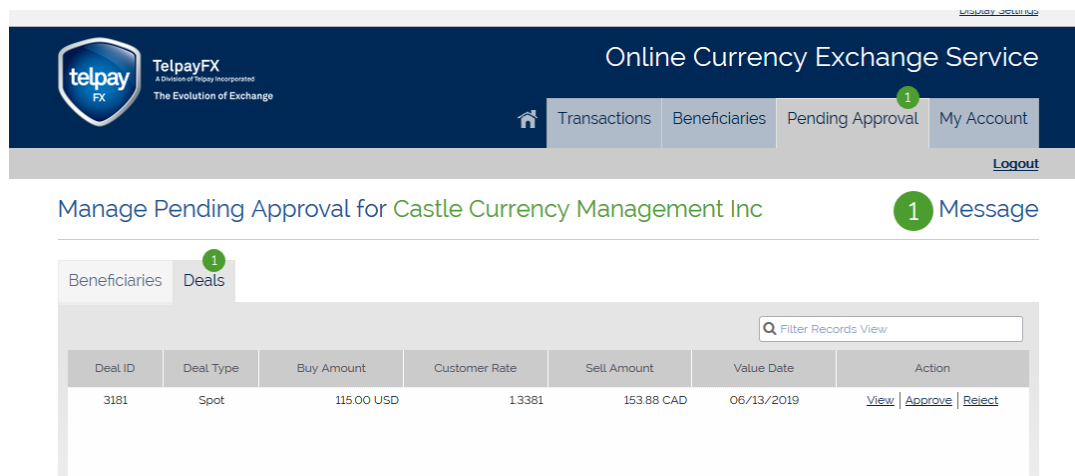 Display Settings
telpay
FX
TelpayFX
A Division of Telpay Incorporated
The Evolution of Exchange
Online Currency Exchange Service
1
Transactions Beneficiaries Pending Approval My Account
Logout
Manage Pending Approval for Castle Currency Management Inc
1 Message
1
Beneficiaries Deals
Filter Records View
Deal ID Deal Type Buy Amount Customer Rate Sell Amount Value Date Action
3181 Spot 115.00 USD 1.3381 153.88 CAD 06/13/2019 View | Approve | Reject